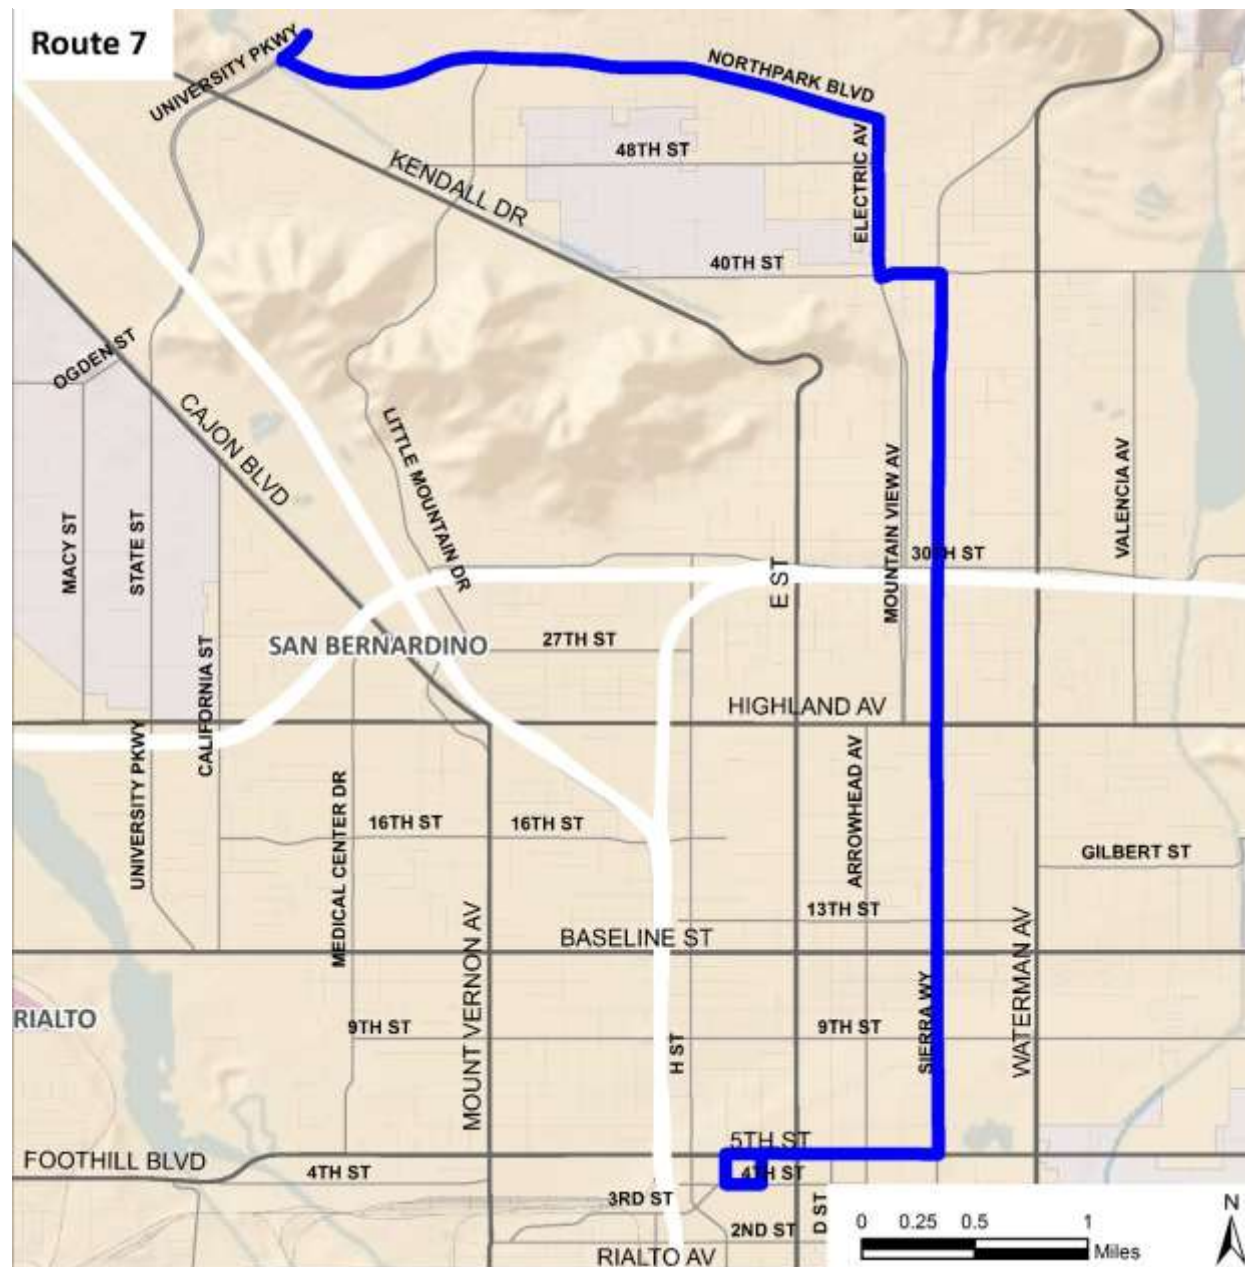 Route 7
UNIVERSITY PKWY
NORTHPARK BLVD
48TH ST
KENDALL DR
ELECTRIC AV
40TH ST
OGDEN ST
CAJON BLVD
LITTLE MOUNTAIN DR
MOUNTAIN VIEW AV
VALENCIA AV
MACY ST
STATE ST
30TH ST
E ST
SAN BERNARDINO
27TH ST
CALIFORNIA ST
HIGHLAND AV
UNIVERSITY PKWY
MEDICAL CENTER DR
16TH ST
16TH ST
ARROWHEAD AV
GILBERT ST
13TH ST
MOUNT VERNON AV
BASELINE ST
WATERMAN AV
SIERRA WY
RIALTO
9TH ST
9TH ST
H ST
5TH ST
FOOTHILL BLVD
4TH ST
4TH ST
3RD ST
2ND ST
D ST
RIALTO AV
0 0.25 0.5 1
Miles
N